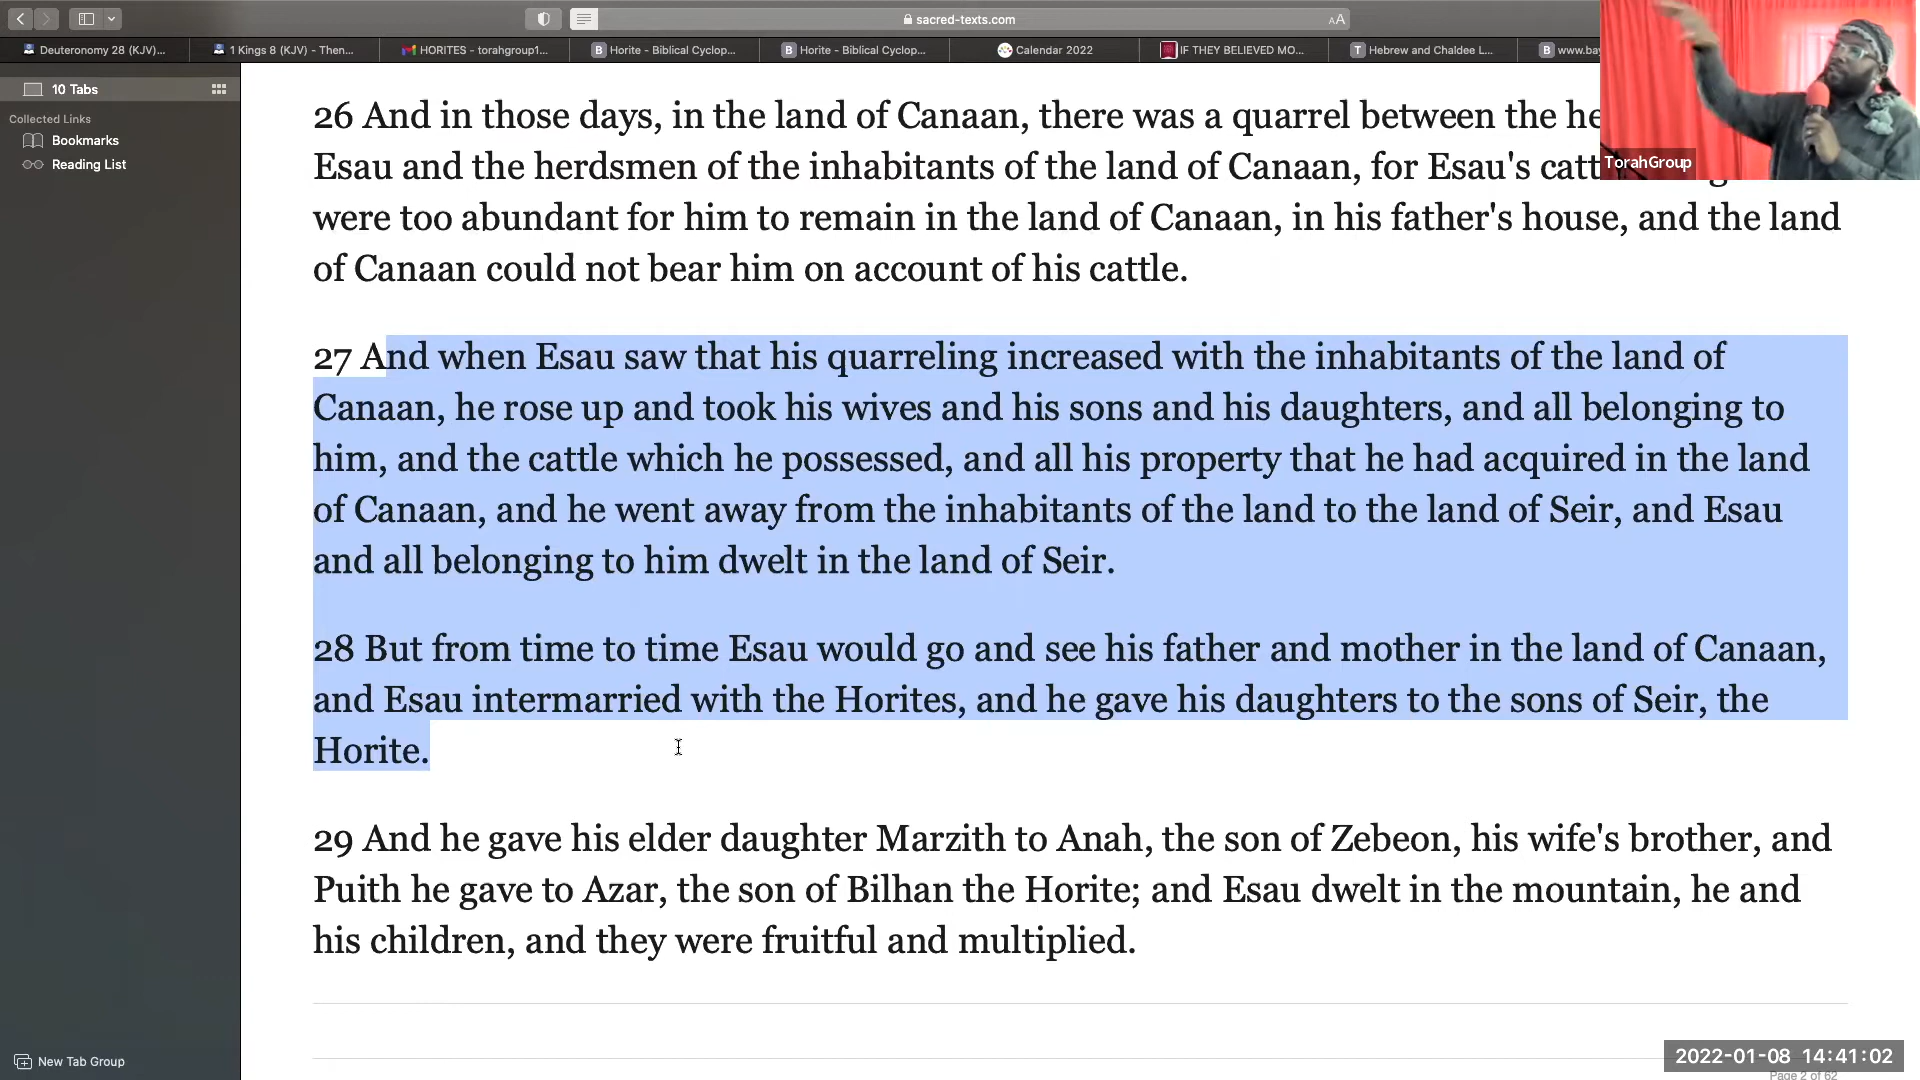 sacred-texts.com
AA
Deuteronomy 28 (KJV)...
1 Kings 8 (KJV) - Then...
HORITES - torahgroup1...
Horite - Biblical Cyclop...
Horite - Biblical Cyclop...
Calendar 2022
IF THEY BELIEVED MO...
Hebrew and Chaldee L...
10 Tabs
Collected Links
Bookmarks
Reading List
TorahGroup
26 And in those days, in the land of Canaan, there was a quarrel between the
Esau and the herdsmen of the inhabitants of the land of Canaan, for Esau's
were too abundant for him to remain in the land of Canaan, in his father's house, and the land
of Canaan could not bear him on account of his cattle.
27 And when Esau saw that his quarreling increased with the inhabitants of the land of
Canaan, he rose up and took his wives and his sons and his daughters, and all belonging to
him, and the cattle which he possessed, and all his property that he had acquired in the land
of Canaan, and he went away from the inhabitants of the land to the land of Seir, and Esau
and all belonging to him dwelt in the land of Seir.
28 But from time to time Esau would go and see his father and mother in the land of Canaan,
and Esau intermarried with the Horites, and he gave his daughters to the sons of Seir, the
Horite.
29 And he gave his elder daughter Marzith to Anah, the son of Zebeon, his wife's brother, and
Puith he gave to Azar, the son of Bilhan the Horite; and Esau dwelt in the mountain, he and
his children, and they were fruitful and multiplied.
New Tab Group
2022-01-08 14:41:02
Page 2 of 62